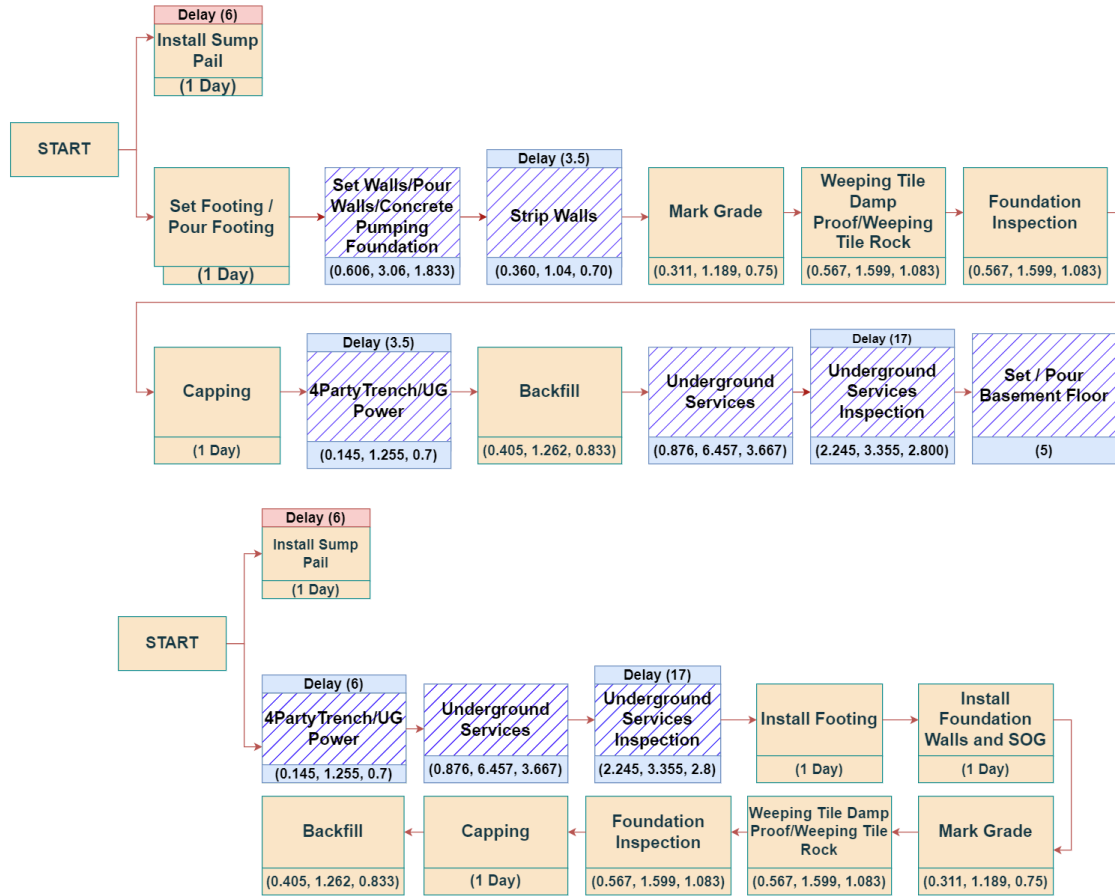 Delay (6)
Install Sump
Pail
(1 Day)
START
Set Footing /
Pour Footing
(1 Day)
Set Walls/Pour
Walls/Concrete
Pumping
Foundation
(0.606, 3.06, 1.833)
Delay (3.5)
Strip Walls
(0.360, 1.04, 0.70)
Mark Grade
(0.311, 1.189, 0.75)
Weeping Tile
Damp
Proof/Weeping
Tile Rock
(0.567, 1.599, 1.083)
Foundation
Inspection
(0.567, 1.599, 1.083)
Capping
(1 Day)
Delay (3.5)
4PartyTrench/UG
Power
(0.145, 1.255, 0.7)
Backfill
(0.405, 1.262, 0.833)
Underground
Services
(0.876, 6.457, 3.667)
Delay (17)
Underground
Services
Inspection
(2.245, 3.355, 2.800)
Set / Pour
Basement Floor
(5)
Delay (6)
Install Sump
Pail
(1 Day)
START
Delay (6)
4PartyTrench/UG
Power
(0.145, 1.255, 0.7)
Underground
Services
(0.876, 6.457, 3.667)
Delay (17)
Underground
Services
Inspection
(2.245, 3.355, 2.8)
Install Footing
(1 Day)
Install
Foundation
Walls and SOG
(1 Day)
Backfill
(0.405, 1.262, 0.833)
Capping
(1 Day)
Foundation
Inspection
(0.567, 1.599, 1.083)
Weeping Tile Damp
Proof/Weeping Tile
Rock
(0.567, 1.599, 1.083)
Mark Grade
(0.311, 1.189, 0.75)